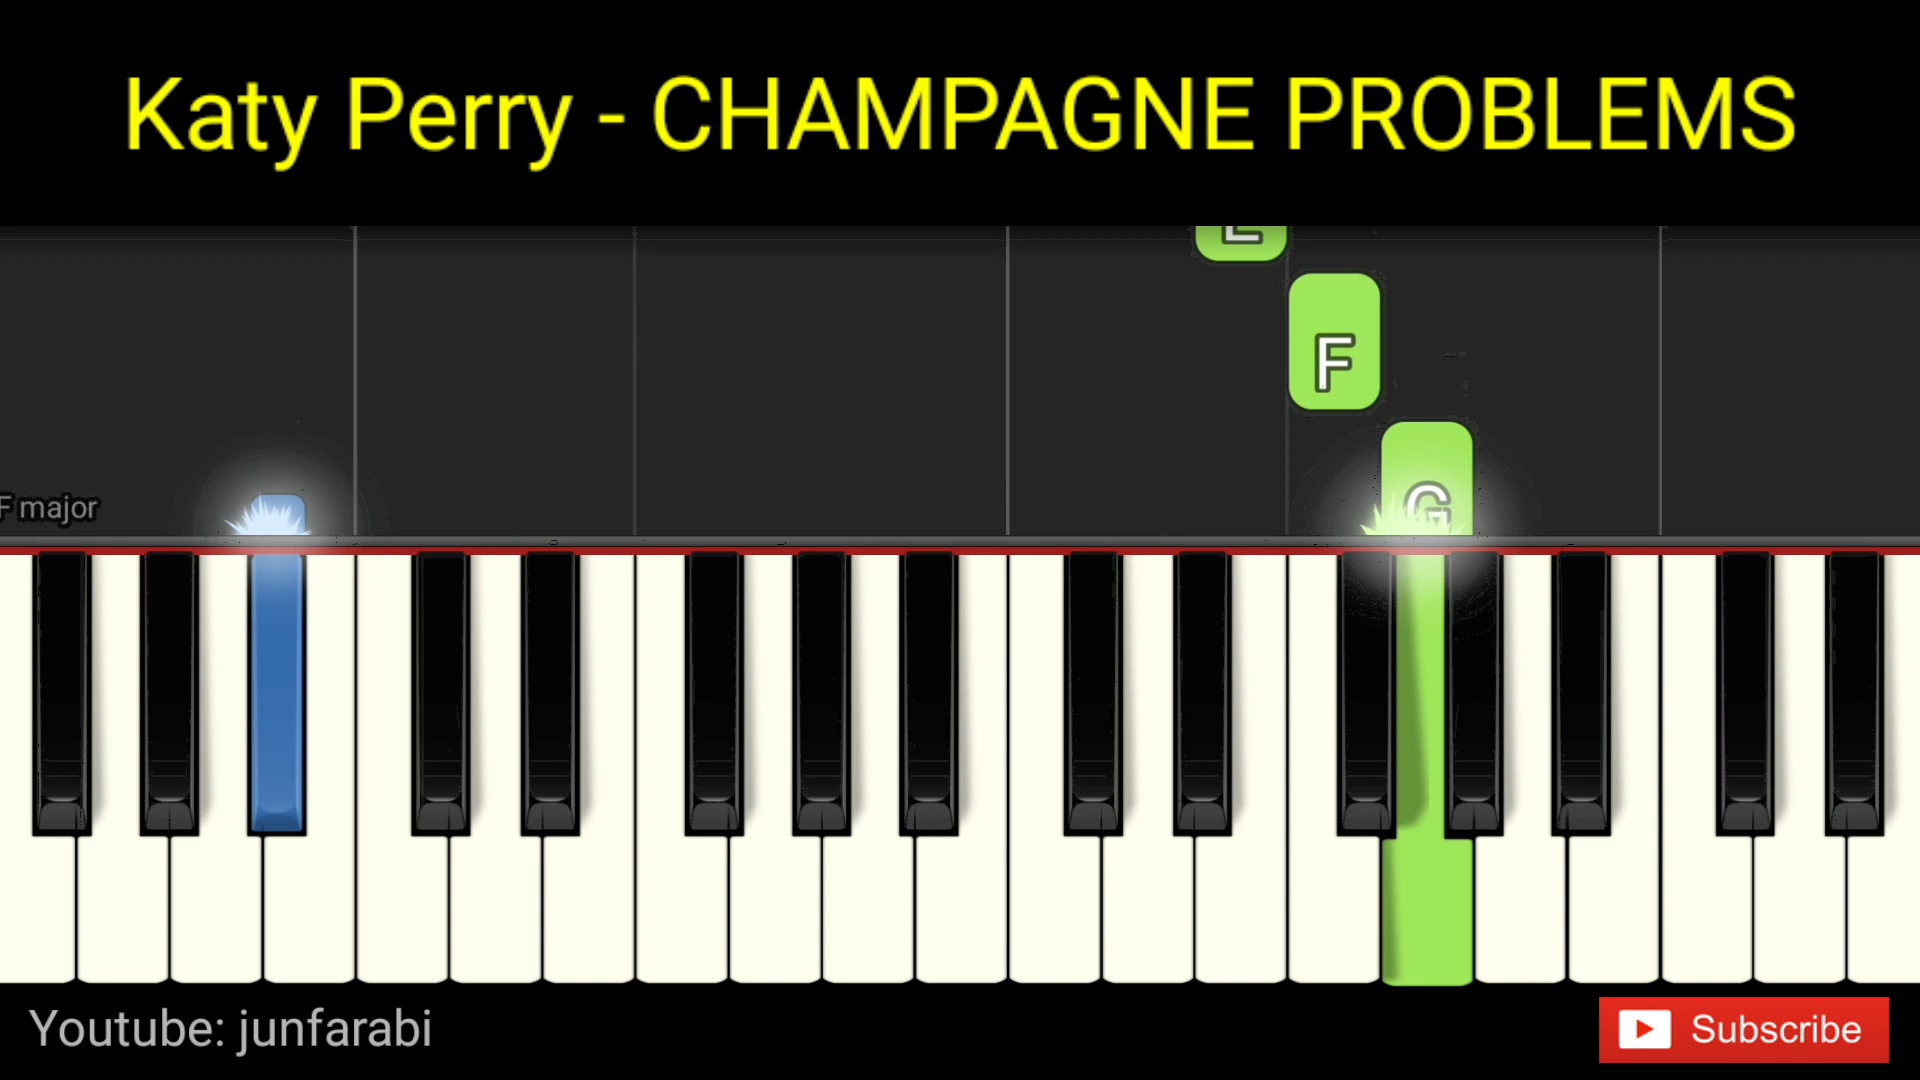 Katy Perry - CHAMPAGNE PROBLEMS
E
F
G
F major
Youtube: junfarabi
Subscribe